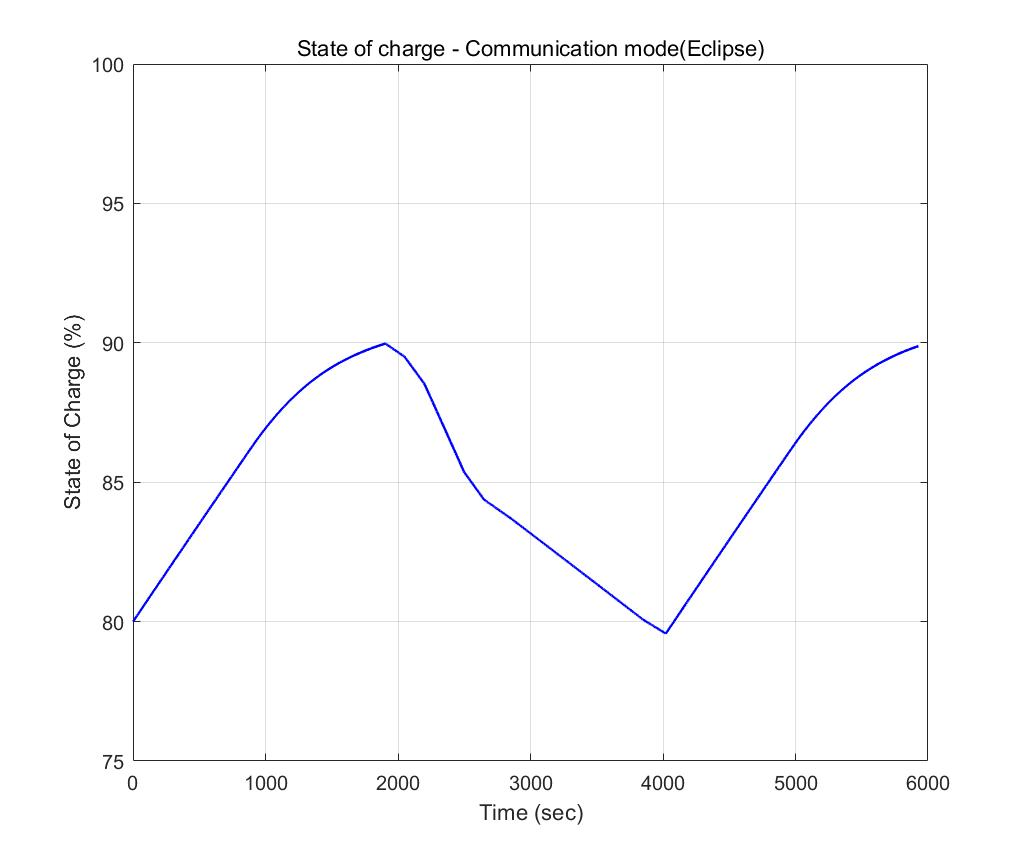 State of charge - Communication mode(Eclipse)
100
95
90
85
80
75
State of Charge (%)
0 1000 2000 3000 4000 5000 6000
Time (sec)